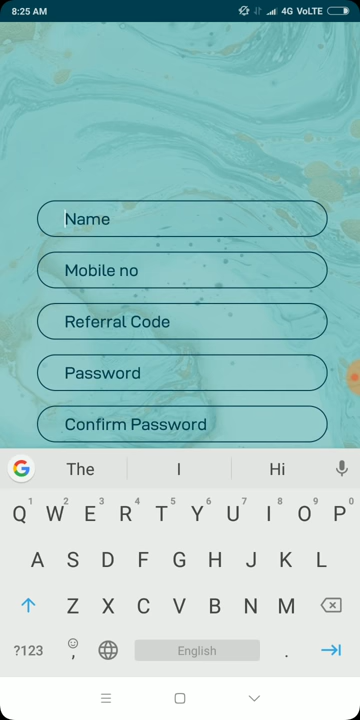 8:25 AM 4G VoLTE
Name
Mobile no
Referral Code
Password
Confirm Password
G The I Hi
1 2 3 4 5 6 7 8 9 0
Q W E R T Y U I O P
A S D F G H J K L
Z X C V B N M
?123 , English .